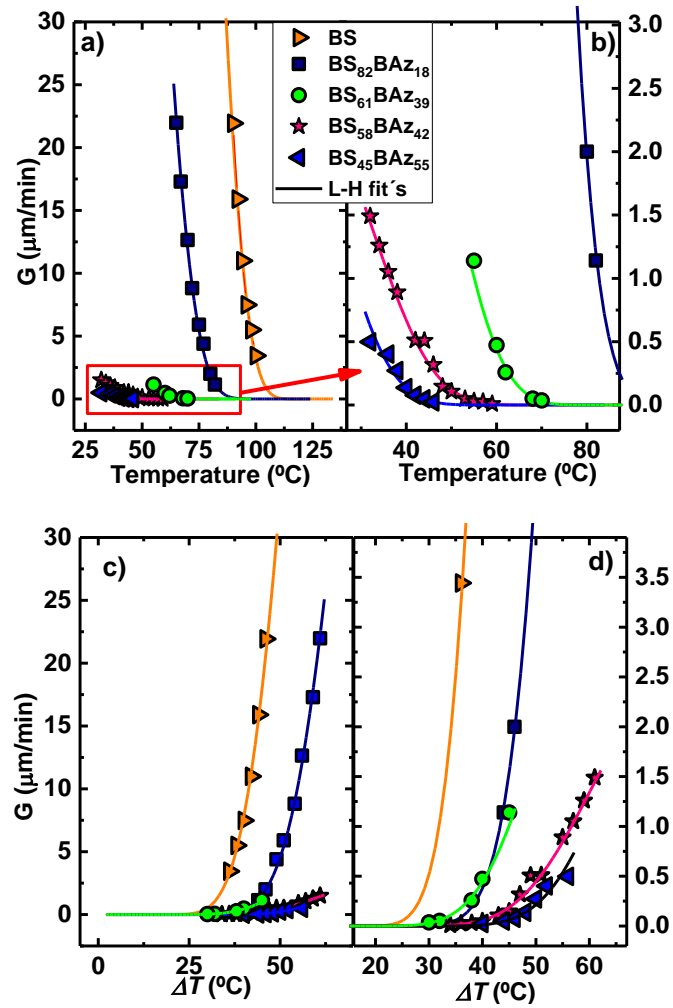 a)
b)
BS
BS₈₂BAz₁₈
BS₆₁BAz₃₉
BS₅₈BAz₄₂
BS₄₅BAz₅₅
L-H fit´s
G (μm/min)
30
25
20
15
10
5
0
3.0
2.5
2.0
1.5
1.0
0.5
0.0
25 50 75 100 125
40 60 80
Temperature (ºC)
Temperature (ºC)
c)
d)
G (μm/min)
30
25
20
15
10
5
0
3.5
3.0
2.5
2.0
1.5
1.0
0.5
0.0
0 25 50
20 30 40 50 60
ΔT (ºC)
ΔT (ºC)